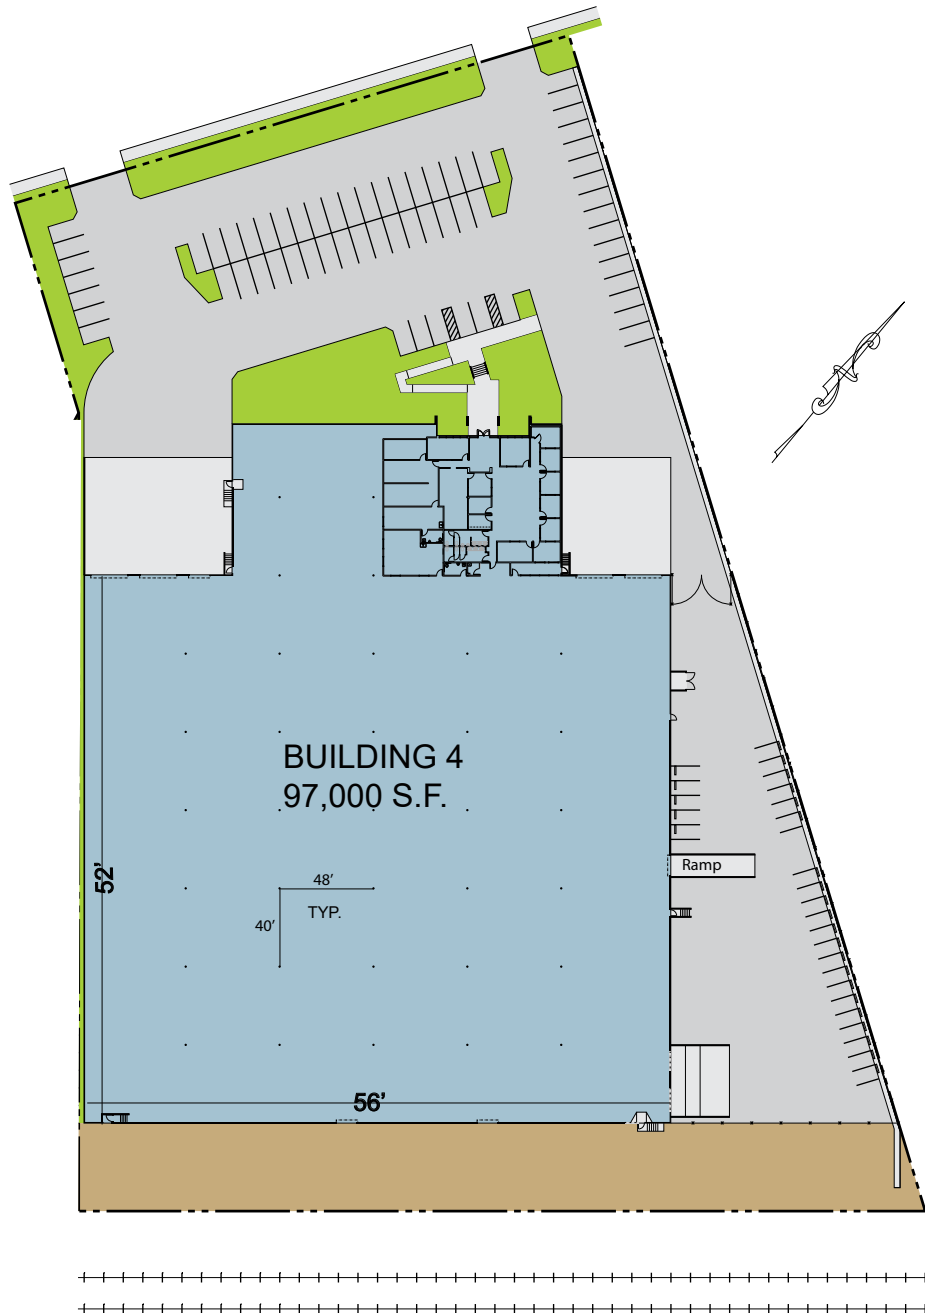 BUILDING 4
97,000 S.F.
52'
48'
TYP.
40'
Ramp
56'